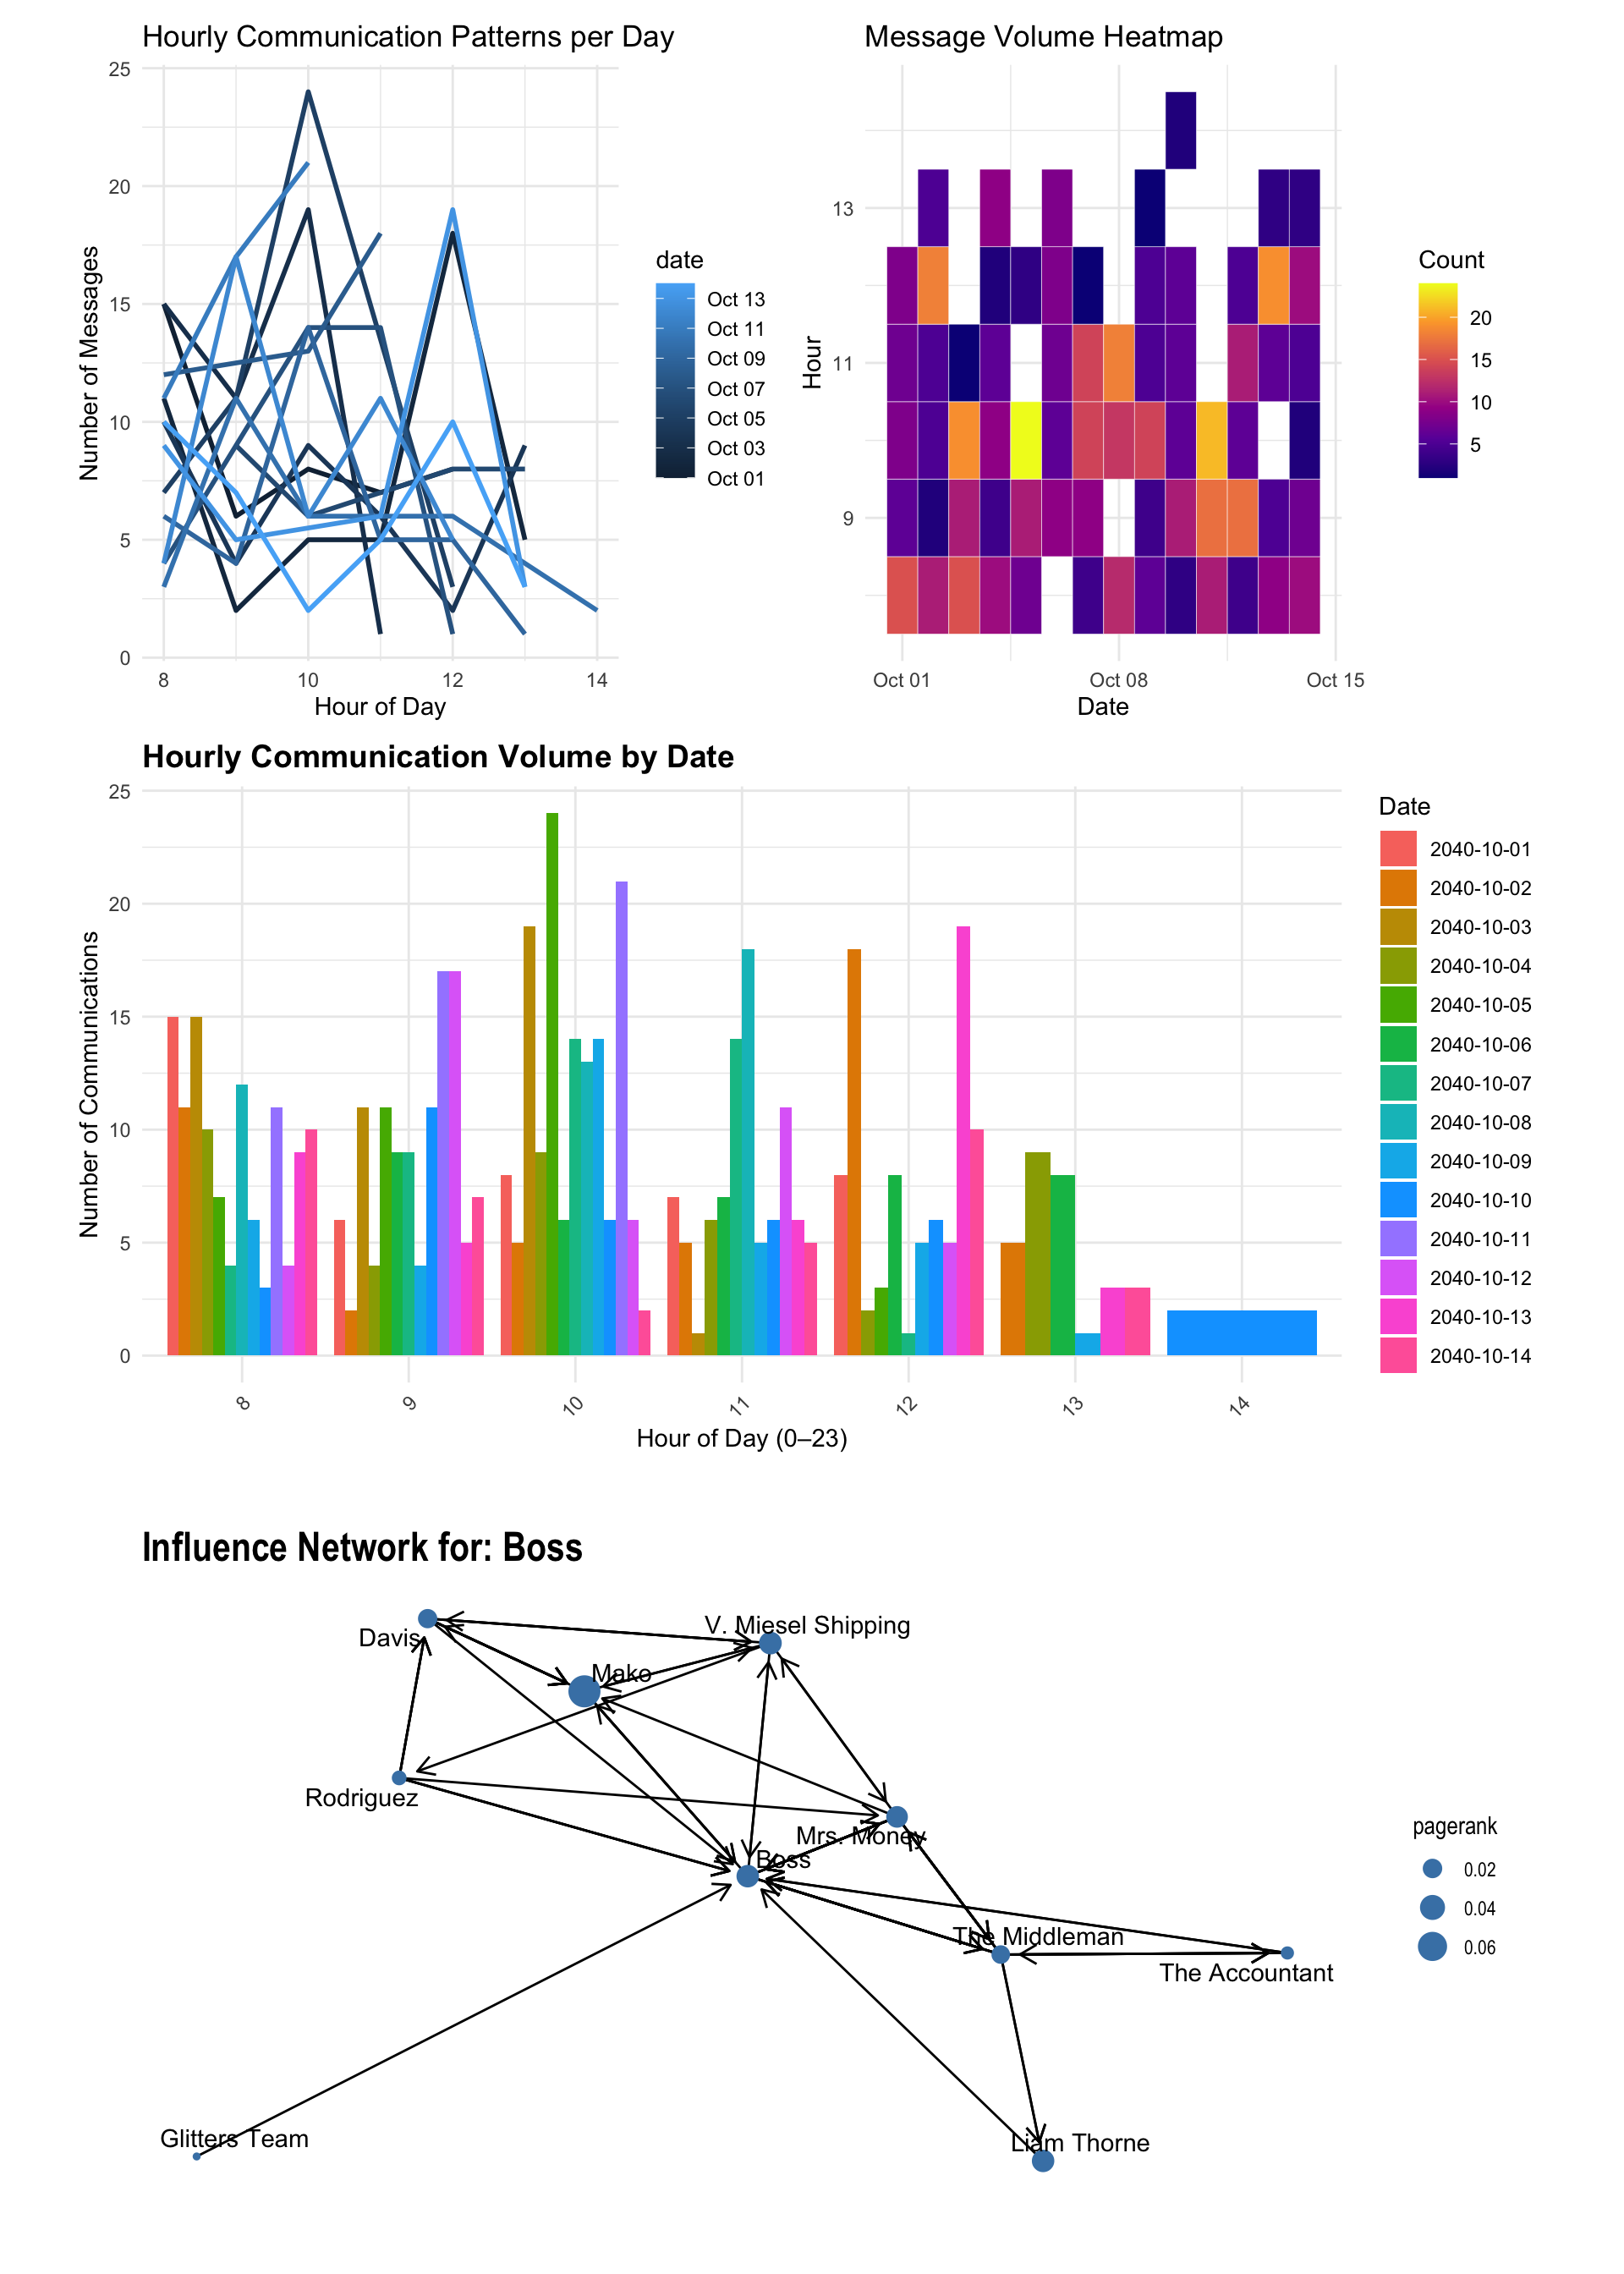 Hourly Communication Patterns per Day
25
20
15
10
5
0
Number of Messages
8 10 12 14
Hour of Day
date
Oct 13
Oct 11
Oct 09
Oct 07
Oct 05
Oct 03
Oct 01
Message Volume Heatmap
13
11
9
Hour
Oct 01 Oct 08 Oct 15
Date
Count
20
15
10
5
Hourly Communication Volume by Date
25
20
15
10
5
0
Number of Communications
8 9 10 11 12 13 14
Hour of Day (0–23)
Date
2040-10-01
2040-10-02
2040-10-03
2040-10-04
2040-10-05
2040-10-06
2040-10-07
2040-10-08
2040-10-09
2040-10-10
2040-10-11
2040-10-12
2040-10-13
2040-10-14
Influence Network for: Boss
V. Miesel Shipping
Davis
Mako
Rodriguez
Mrs. Money
Boss
The Middleman
The Accountant
Glitters Team
Liam Thorne
pagerank
0.02
0.04
0.06